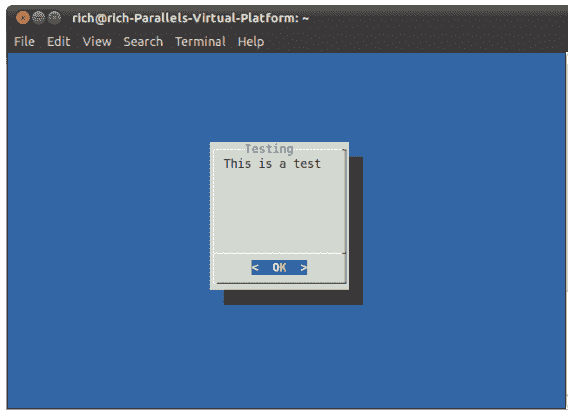 rich@rich-Parallels-Virtual-Platform: ~
File Edit View Search Terminal Help
Testing
This is a test
< OK >